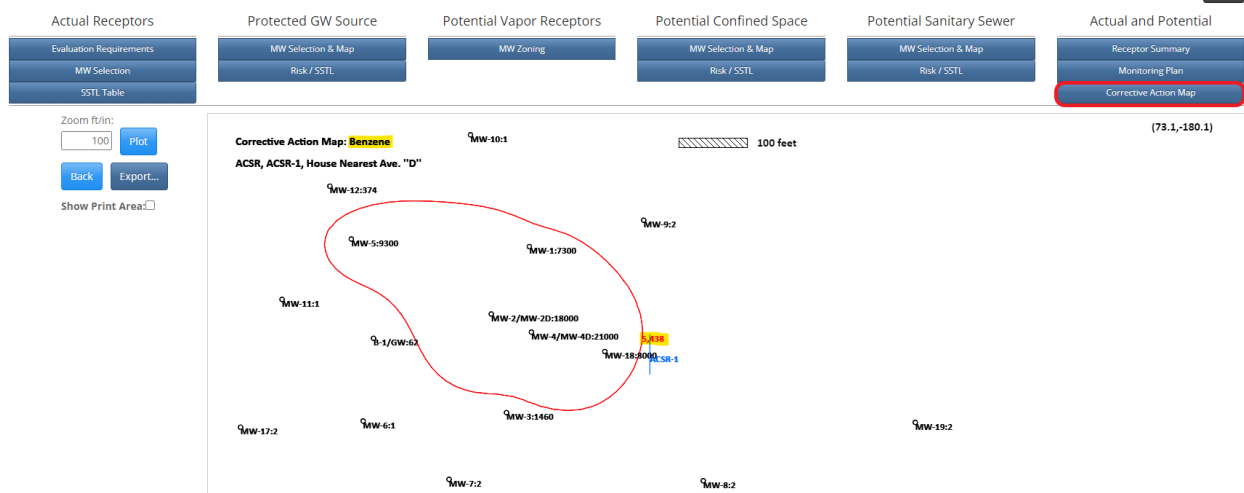 Actual Receptors
Protected GW Source
Potential Vapor Receptors
Potential Confined Space
Potential Sanitary Sewer
Actual and Potential
Evaluation Requirements
MW Selection & Map
MW Zoning
MW Selection & Map
MW Selection & Map
Receptor Summary
MW Selection
Risk / SSTL
Risk / SSTL
Risk / SSTL
Monitoring Plan
SSTL Table
Corrective Action Map
Zoom ft/in:
100
Plot
Back
Export...
Show Print Area:
Corrective Action Map: Benzene
ACSR, ACSR-1, House Nearest Ave. "D"
100 feet
(73.1,-180.1)
MW-10:1
MW-12:374
MW-9:2
MW-5:9300
MW-1:7300
MW-11:1
MW-2/MW-2D:18000
MW-4/MW-4D:21000
5,438
B-1/GW:62
MW-18:8000
ACSR-1
MW-3:1460
MW-6:1
MW-17:2
MW-19:2
MW-7:2
MW-8:2